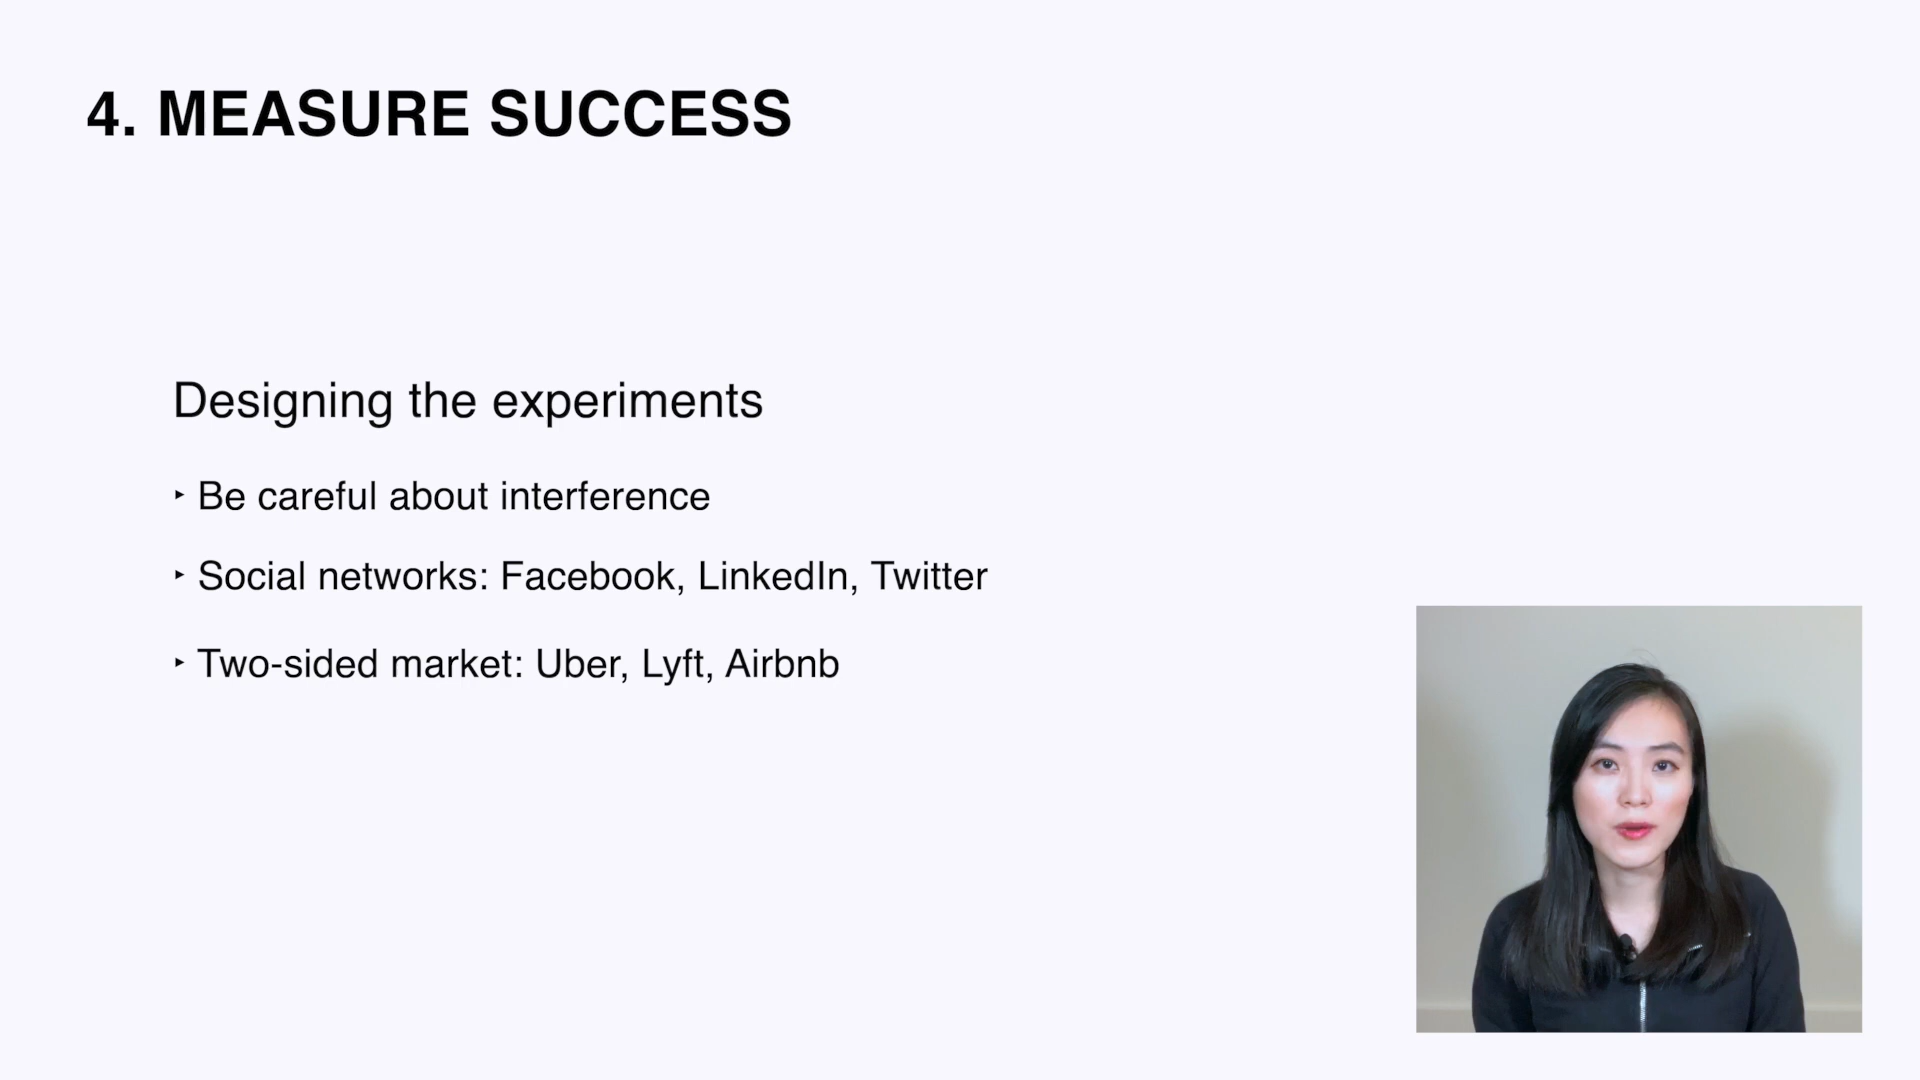 4. MEASURE SUCCESS
Designing the experiments
‣ Be careful about interference
‣ Social networks: Facebook, LinkedIn, Twitter
‣ Two-sided market: Uber, Lyft, Airbnb